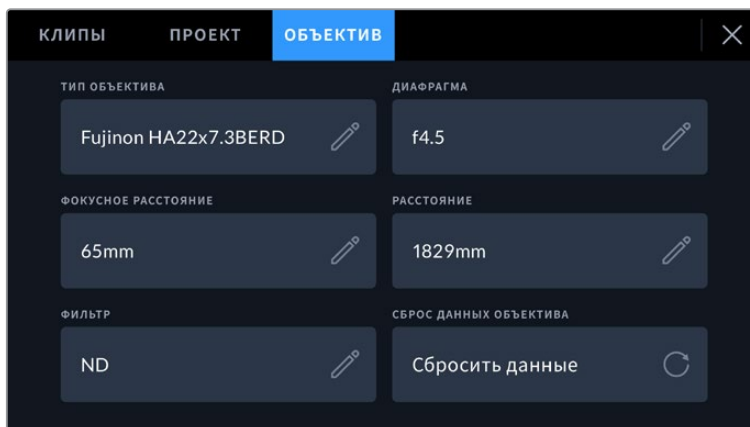 КЛИПЫ ПРОЕКТ ОБЪЕКТИВ
ТИП ОБЪЕКТИВА ДИАФРАГМА
Fujinon HA22x7.3BERD f4.5
ФОКУСНОЕ РАССТОЯНИЕ РАССТОЯНИЕ
65mm 1829mm
ФИЛЬТР СБРОС ДАННЫХ ОБЪЕКТИВА
ND Сбросить данные